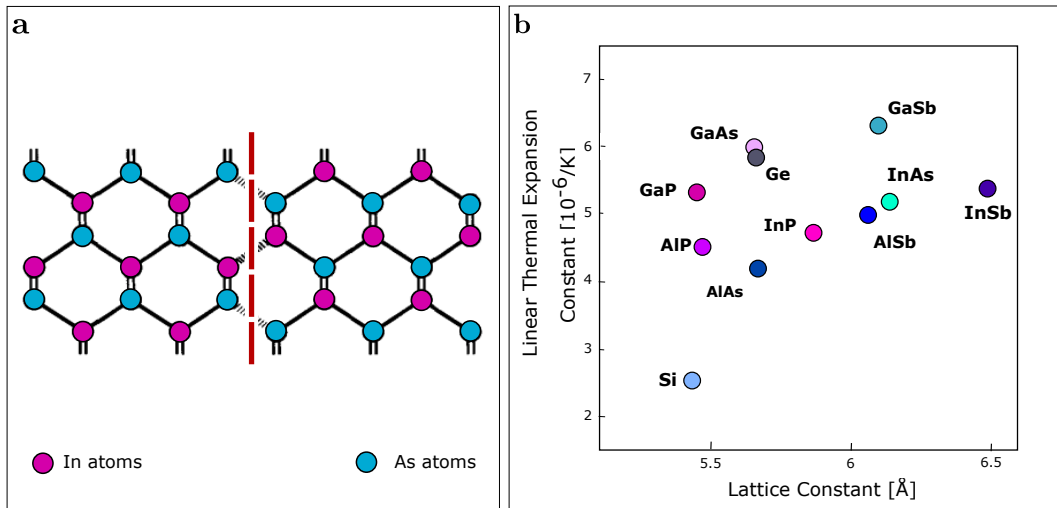 a
In atoms
As atoms
b
Linear Thermal Expansion
Constant [10⁻⁶/K]
7
6
5
4
3
2
GaSb
GaAs
Ge
InAs
GaP
InSb
InP
AlSb
AlP
AlAs
Si
5.5
6
6.5
Lattice Constant [Å]